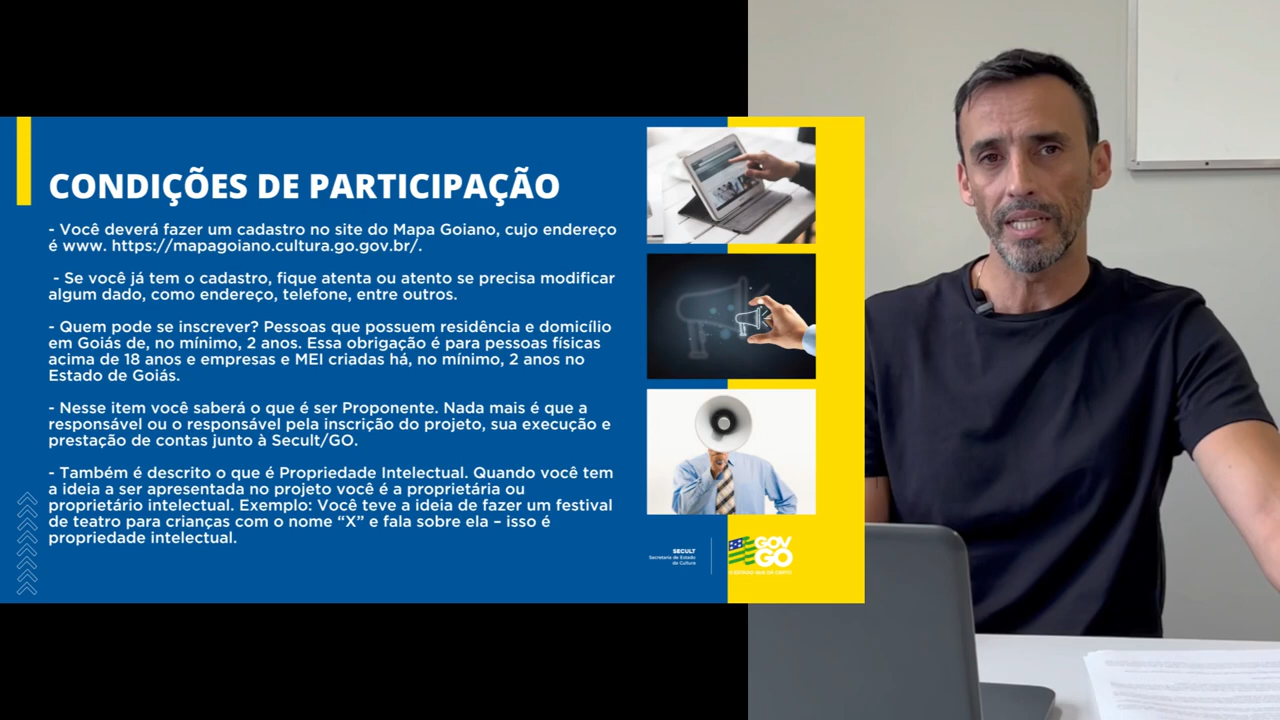 CONDIÇÕES DE PARTICIPAÇÃO
- Você deverá fazer um cadastro no site do Mapa Goiano, cujo endereço
é www. https://mapagoiano.cultura.go.gov.br/.
- Se você já tem o cadastro, fique atenta ou atento se precisa modificar
algum dado, como endereço, telefone, entre outros.
- Quem pode se inscrever? Pessoas que possuem residência e domicílio
em Goiás de, no mínimo, 2 anos. Essa obrigação é para pessoas físicas
acima de 18 anos e empresas e MEI criadas há, no mínimo, 2 anos no
Estado de Goiás.
- Nesse item você saberá o que é ser Proponente. Nada mais é que a
responsável ou o responsável pela inscrição do projeto, sua execução e
prestação de contas junto à Secult/GO.
- Também é descrito o que é Propriedade Intelectual. Quando você tem
a ideia a ser apresentada no projeto você é a proprietária ou
proprietário intelectual. Exemplo: Você teve a ideia de fazer um festival
de teatro para crianças com o nome “X” e fala sobre ela – isso é
propriedade intelectual.
SECULT
Secretaria de Estado
da Cultura
GOV
GO